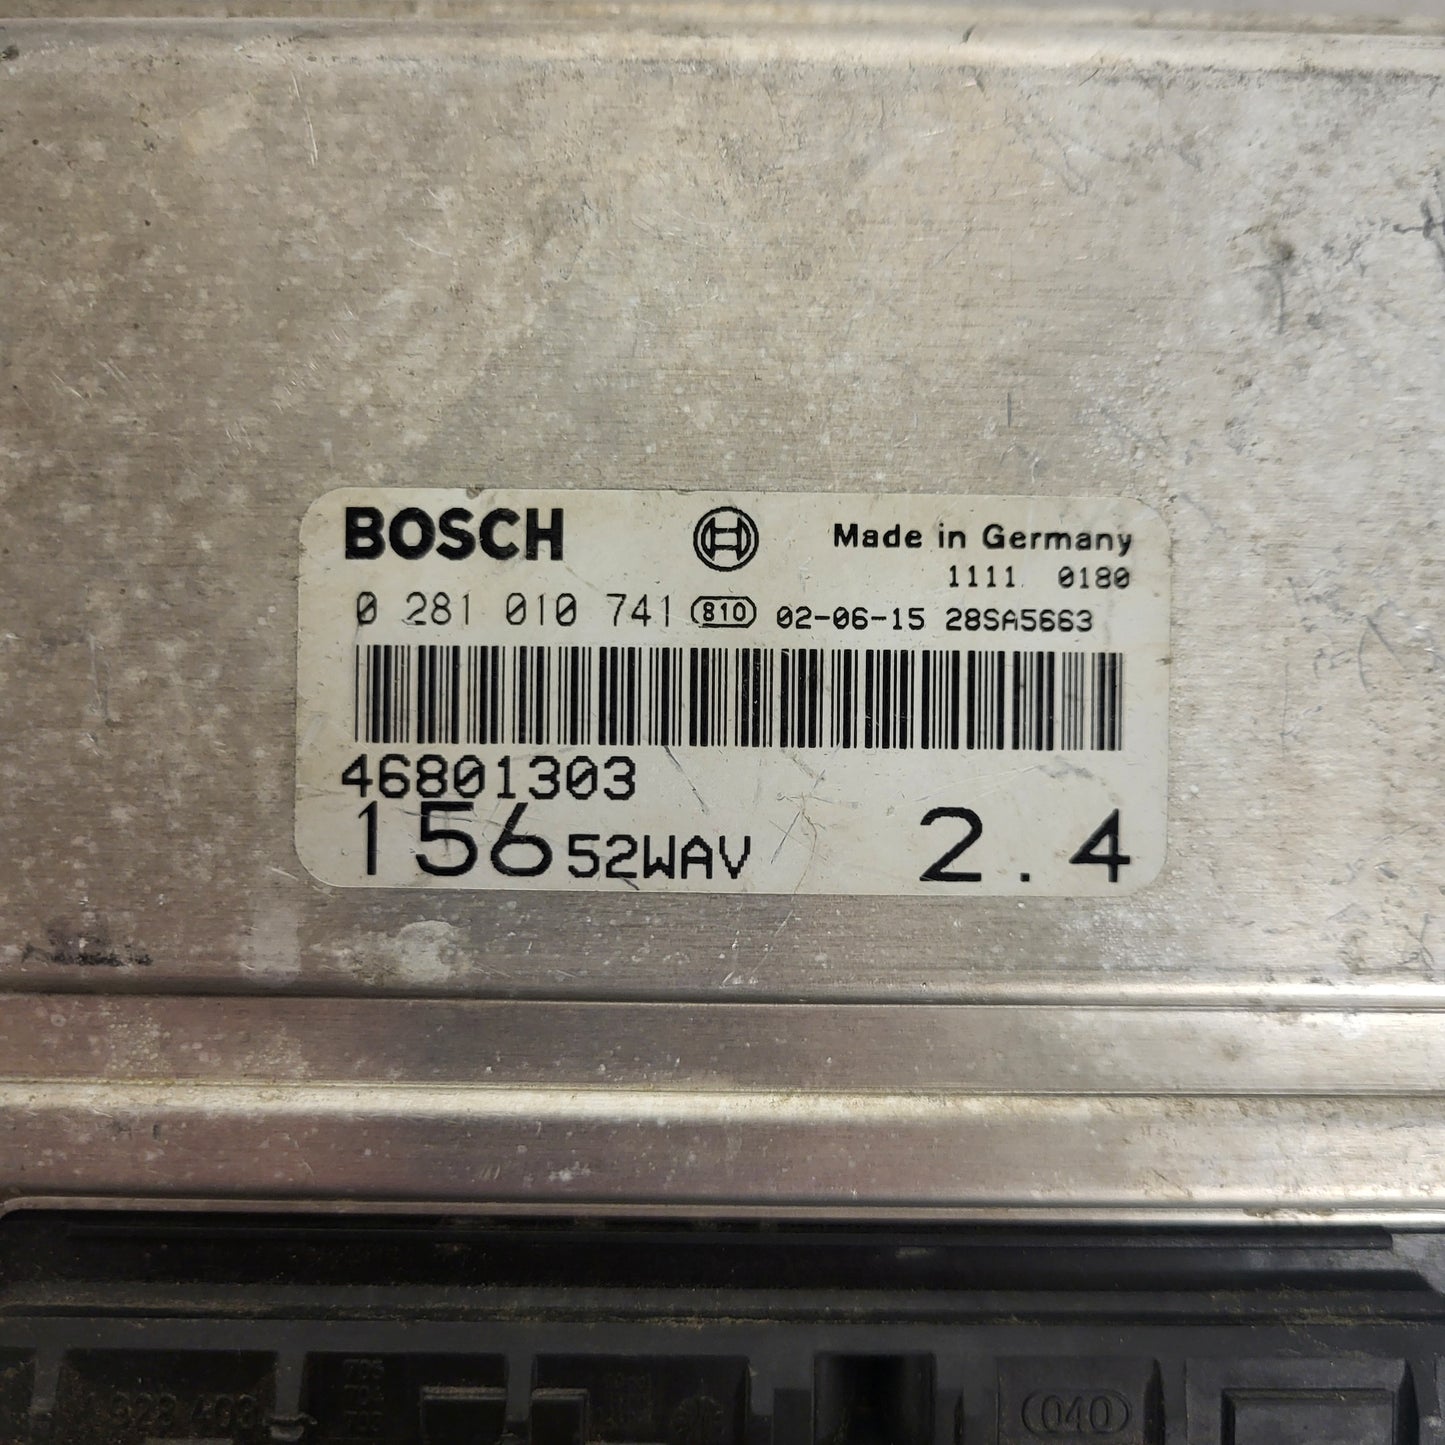 BOSCH Made in Germany
1111 0180
0 281 010 741 810 02-06-15 28SA5663
46801303
156 52WAV 2.4
040